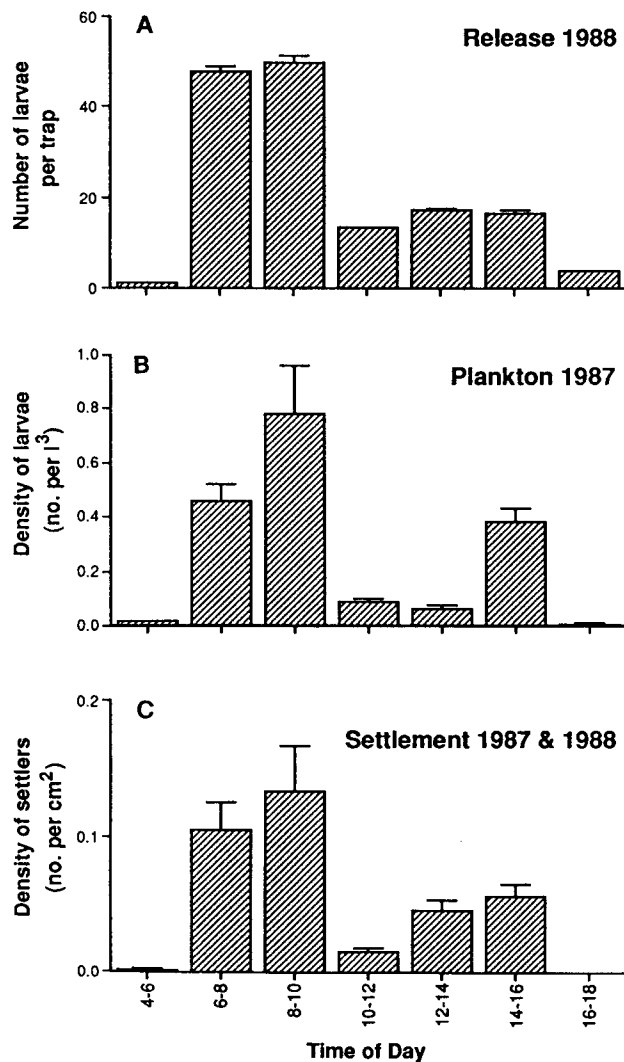 A
Release 1988
Number of larvae
per trap
60
40
20
0
B
Plankton 1987
Density of larvae
(no. per l³)
1.0
0.8
0.6
0.4
0.2
0.0
C
Settlement 1987 & 1988
Density of settlers
(no. per cm²)
0.2
0.1
0.0
4-6
6-8
8-10
10-12
12-14
14-16
16-18
Time of Day